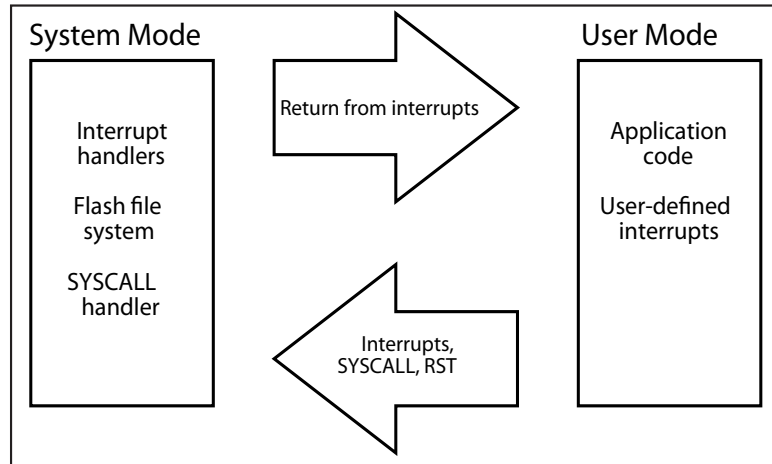 System Mode
User Mode
Interrupt
handlers
Flash file
system
SYSCALL
handler
Return from interrupts
Interrupts,
SYSCALL, RST
Application
code
User-defined
interrupts